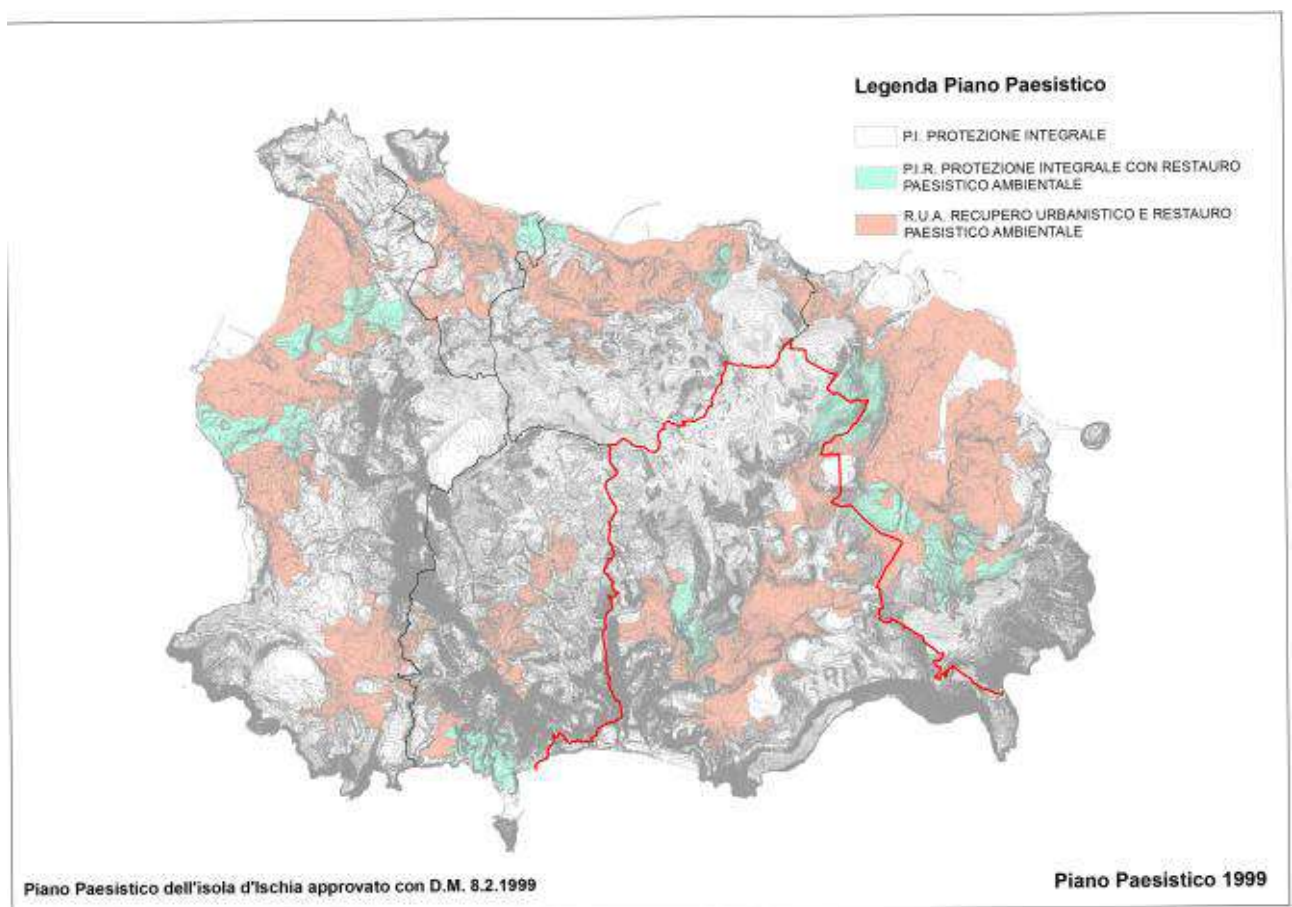 Legenda Piano Paesistico
P.I. PROTEZIONE INTEGRALE
P.I.R. PROTEZIONE INTEGRALE CON RESTAURO
PAESISTICO AMBIENTALE
R.U.A. RECUPERO URBANISTICO E RESTAURO
PAESISTICO AMBIENTALE
Piano Paesistico dell'isola d'Ischia approvato con D.M. 8.2.1999
Piano Paesistico 1999